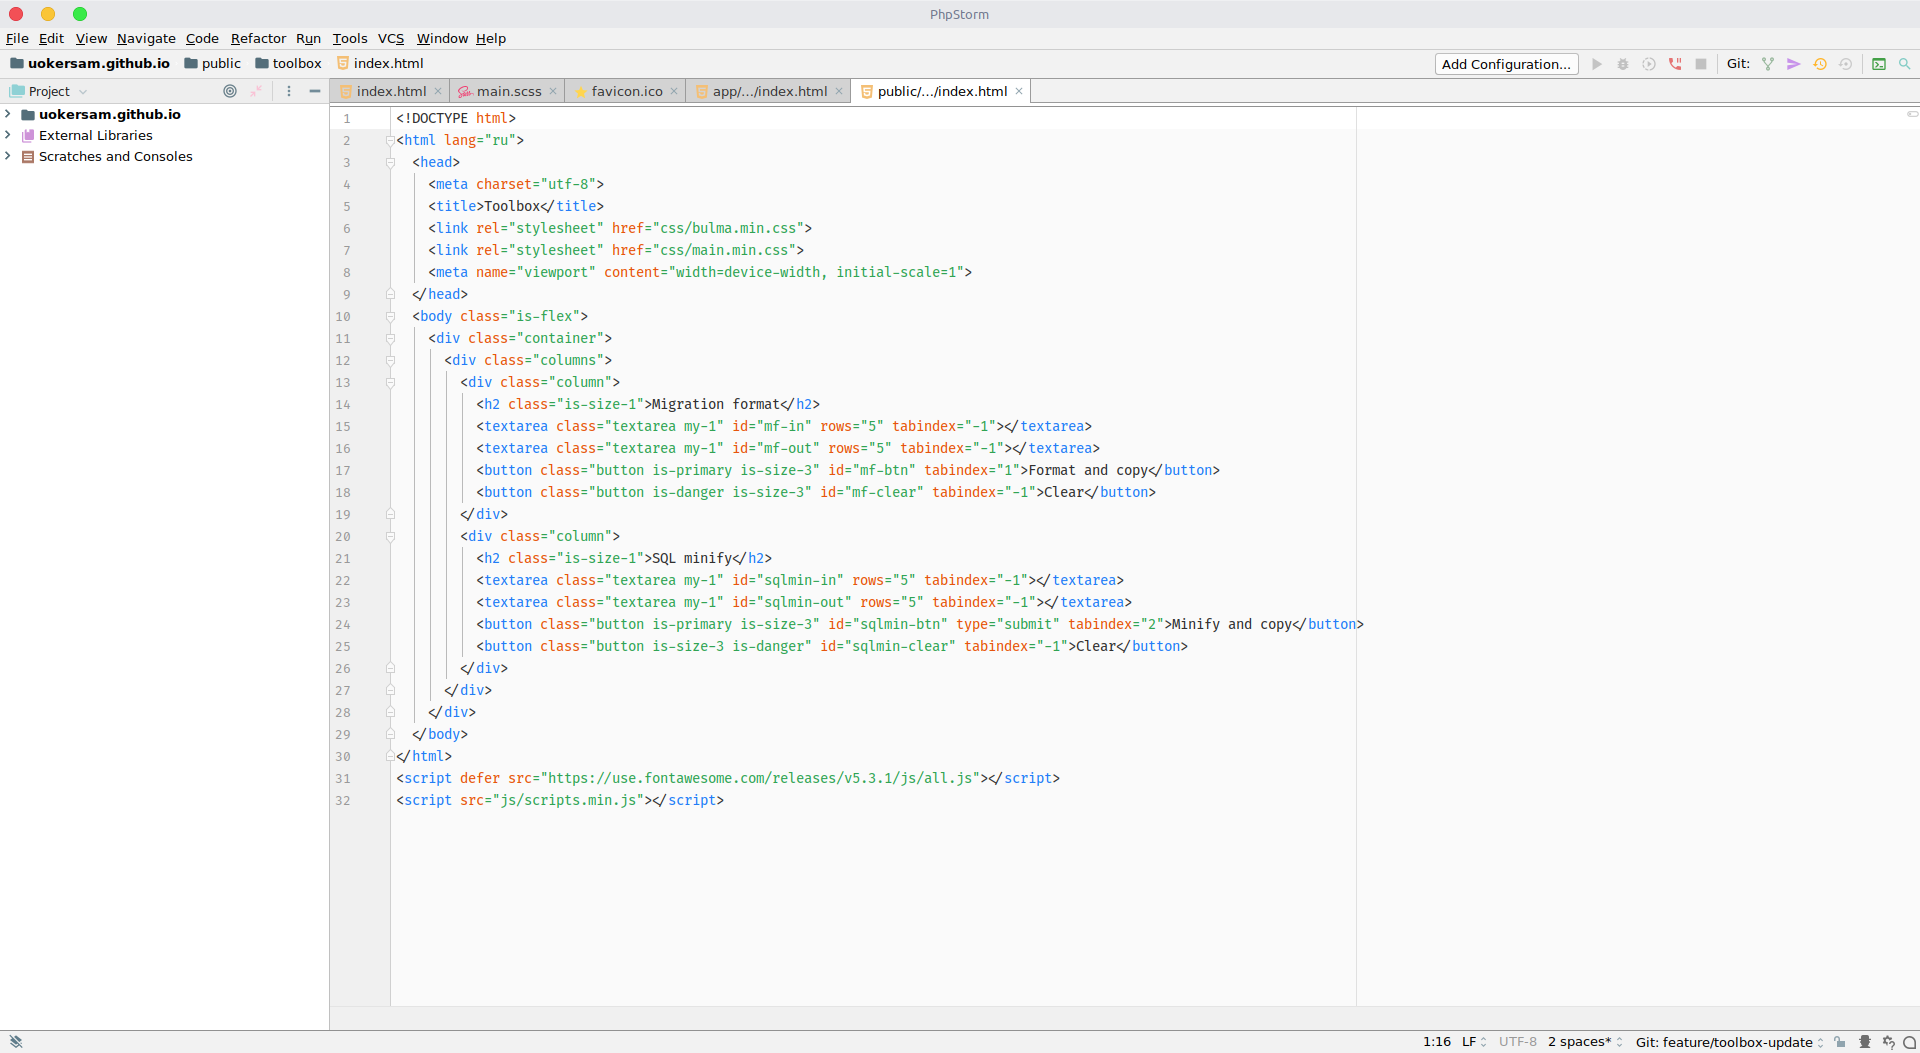 PhpStorm
File Edit View Navigate Code Refactor Run Tools VCS Window Help
uokersam.github.io public toolbox index.html Add Configuration... Git:
Project index.html main.scss favicon.ico app/.../index.html public/.../index.html
uokersam.github.io
External Libraries
Scratches and Consoles
1 <!DOCTYPE html>
2 <html lang="ru">
3 <head>
4 <meta charset="utf-8">
5 <title>Toolbox</title>
6 <link rel="stylesheet" href="css/bulma.min.css">
7 <link rel="stylesheet" href="css/main.min.css">
8 <meta name="viewport" content="width=device-width, initial-scale=1">
9 </head>
10 <body class="is-flex">
11 <div class="container">
12 <div class="columns">
13 <div class="column">
14 <h2 class="is-size-1">Migration format</h2>
15 <textarea class="textarea my-1" id="mf-in" rows="5" tabindex="-1"></textarea>
16 <textarea class="textarea my-1" id="mf-out" rows="5" tabindex="-1"></textarea>
17 <button class="button is-primary is-size-3" id="mf-btn" tabindex="1">Format and copy</button>
18 <button class="button is-danger is-size-3" id="mf-clear" tabindex="-1">Clear</button>
19 </div>
20 <div class="column">
21 <h2 class="is-size-1">SQL minify</h2>
22 <textarea class="textarea my-1" id="sqlmin-in" rows="5" tabindex="-1"></textarea>
23 <textarea class="textarea my-1" id="sqlmin-out" rows="5" tabindex="-1"></textarea>
24 <button class="button is-primary is-size-3" id="sqlmin-btn" type="submit" tabindex="2">Minify and copy</button>
25 <button class="button is-size-3 is-danger" id="sqlmin-clear" tabindex="-1">Clear</button>
26 </div>
27 </div>
28 </div>
29 </body>
30 </html>
31 <script defer src="https://use.fontawesome.com/releases/v5.3.1/js/all.js"></script>
32 <script src="js/scripts.min.js"></script>
1:16 LF UTF-8 2 spaces* Git: feature/toolbox-update